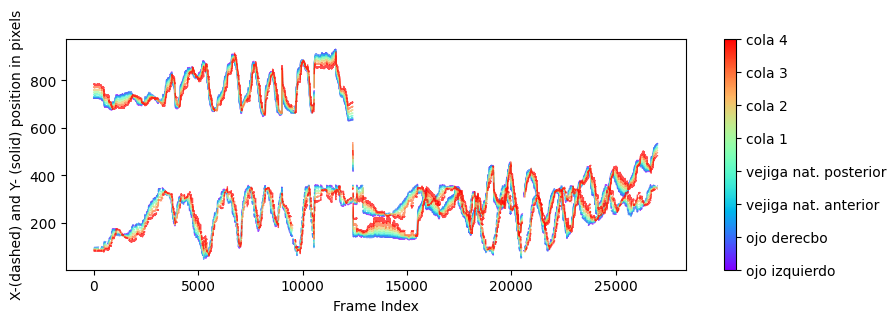 X-(dashed) and Y- (solid) position in pixels
800
600
400
200
0
5000
10000
15000
20000
25000
Frame Index
cola 4
cola 3
cola 2
cola 1
vejiga nat. posterior
vejiga nat. anterior
ojo derecbo
ojo izquierdo